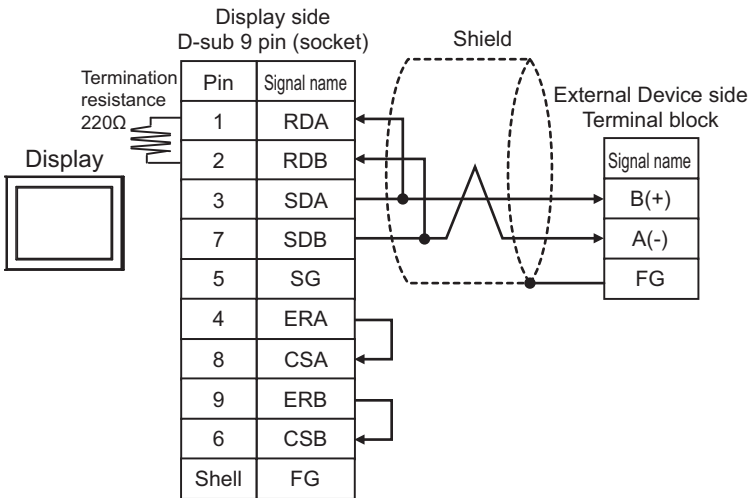 Display side
D-sub 9 pin (socket)
Shield
Termination
resistance
220Ω
External Device side
Terminal block
Display
Pin Signal name
1 RDA
2 RDB
3 SDA
7 SDB
5 SG
4 ERA
8 CSA
9 ERB
6 CSB
Shell FG
Signal name
B(+)
A(-)
FG